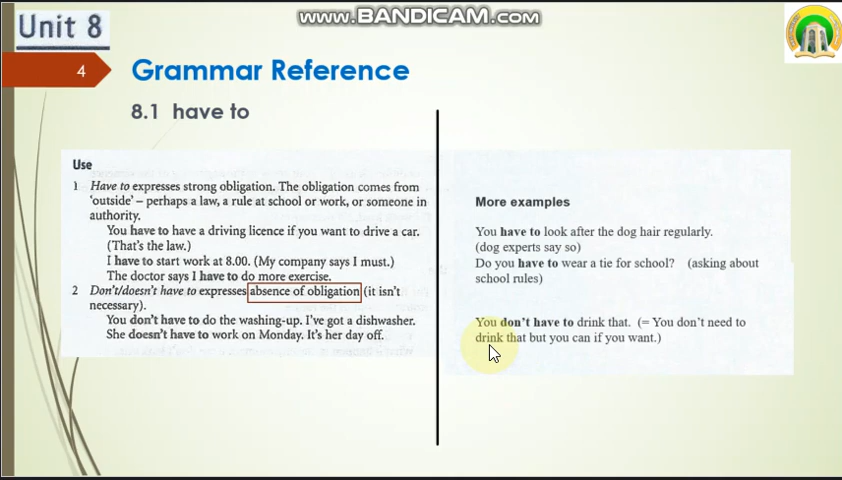 www.BANDICAM.com
Unit 8
4
Grammar Reference
8.1 have to
Use
1 Have to expresses strong obligation. The obligation comes from
'outside' – perhaps a law, a rule at school or work, or someone in
authority.
You have to have a driving licence if you want to drive a car.
(That's the law.)
I have to start work at 8.00. (My company says I must.)
The doctor says I have to do more exercise.
2 Don't/doesn't have to expresses absence of obligation (it isn't
necessary).
You don't have to do the washing-up. I've got a dishwasher.
She doesn't have to work on Monday. It's her day off.
More examples
You have to look after the dog hair regularly.
(dog experts say so)
Do you have to wear a tie for school? (asking about
school rules)
You don't have to drink that. (= You don't need to
drink that but you can if you want.)